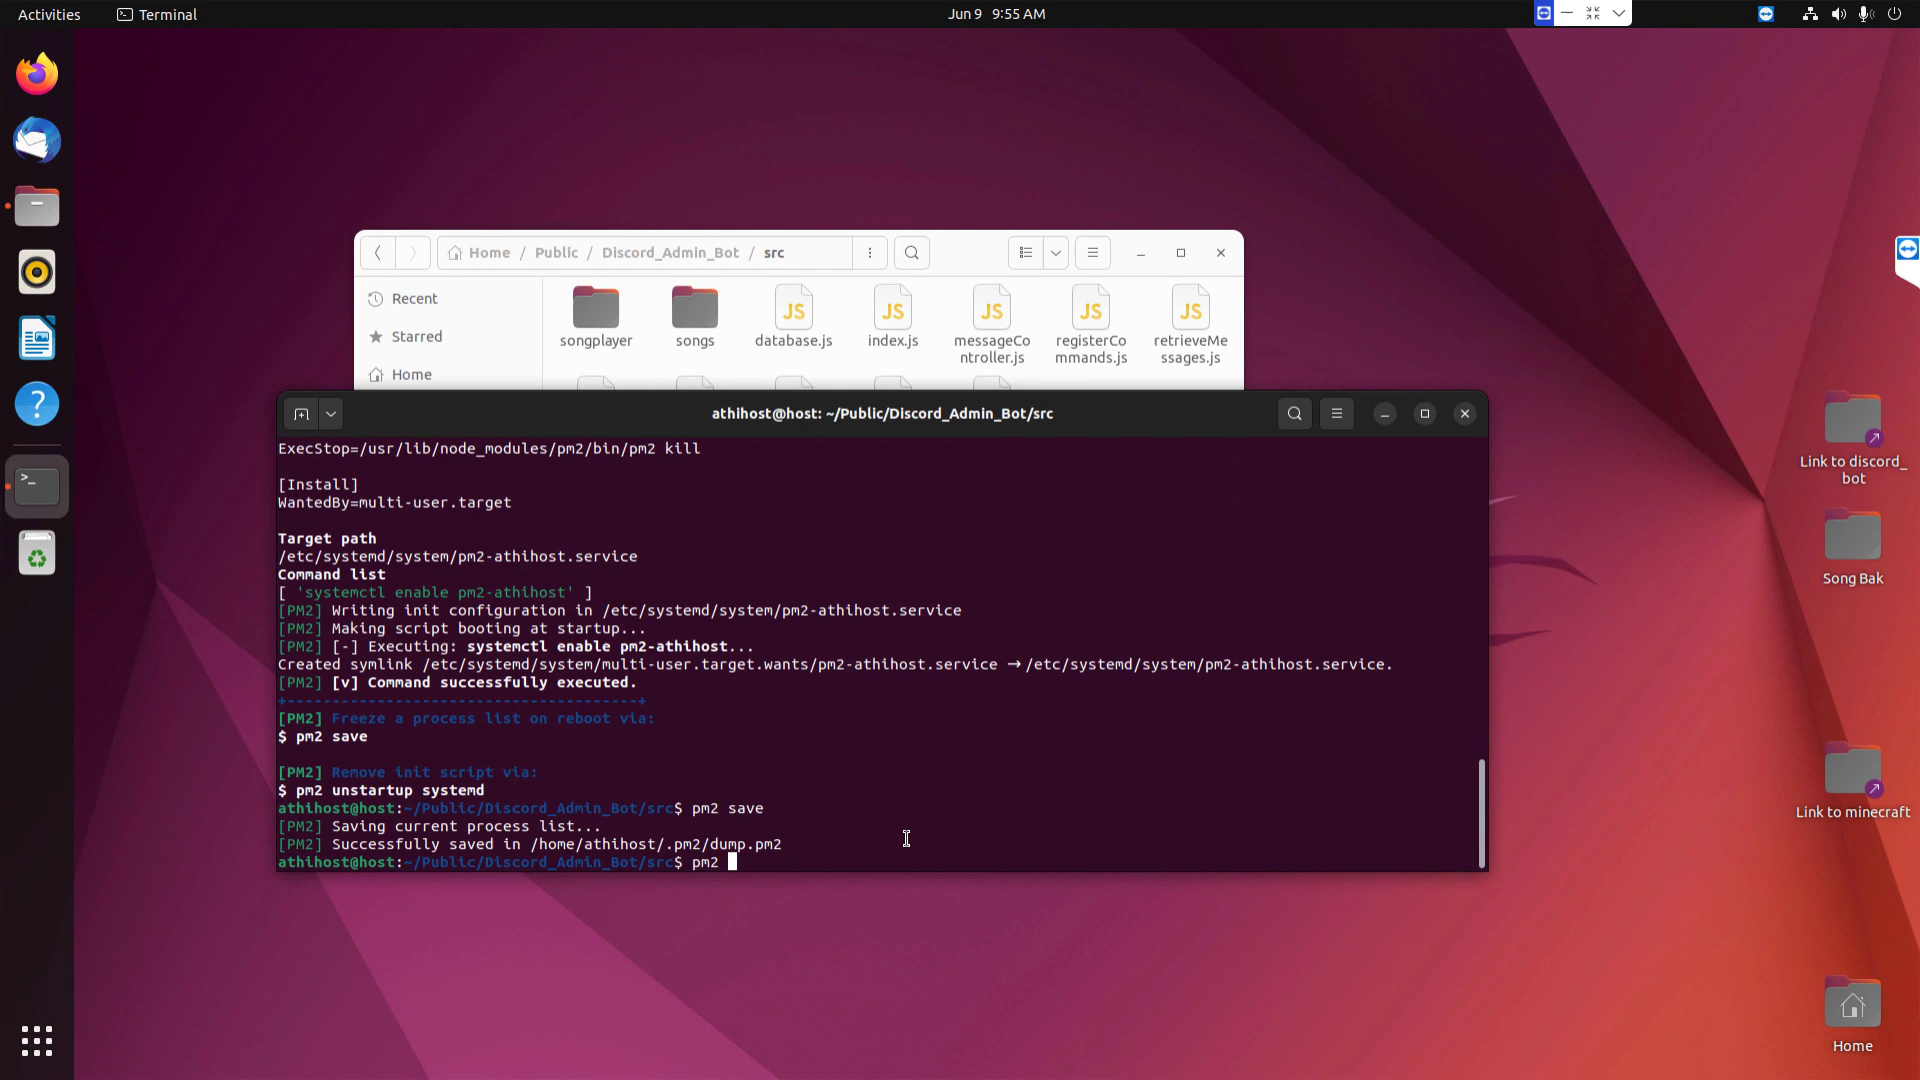 Activities
Terminal
Jun 9 9:55 AM
Home / Public / Discord_Admin_Bot / src
Recent
Starred
Home
songplayer
songs
JS
database.js
JS
index.js
JS
messageCo
ntroller.js
JS
registerCo
mmands.js
JS
retrieveMe
ssages.js
athihost@host: ~/Public/Discord_Admin_Bot/src
ExecStop=/usr/lib/node_modules/pm2/bin/pm2 kill
[Install]
WantedBy=multi-user.target
Target path
/etc/systemd/system/pm2-athihost.service
Command list
[ 'systemctl enable pm2-athihost' ]
[PM2] Writing init configuration in /etc/systemd/system/pm2-athihost.service
[PM2] Making script booting at startup...
[PM2] [-] Executing: systemctl enable pm2-athihost...
Created symlink /etc/systemd/system/multi-user.target.wants/pm2-athihost.service → /etc/systemd/system/pm2-athihost.service.
[PM2] [v] Command successfully executed.
+---------------------------------------+
[PM2] Freeze a process list on reboot via:
$ pm2 save
[PM2] Remove init script via:
$ pm2 unstartup systemd
athihost@host:~/Public/Discord_Admin_Bot/src$ pm2 save
[PM2] Saving current process list...
[PM2] Successfully saved in /home/athihost/.pm2/dump.pm2
athihost@host:~/Public/Discord_Admin_Bot/src$ pm2
Link to discord_
bot
Song Bak
Link to minecraft
Home